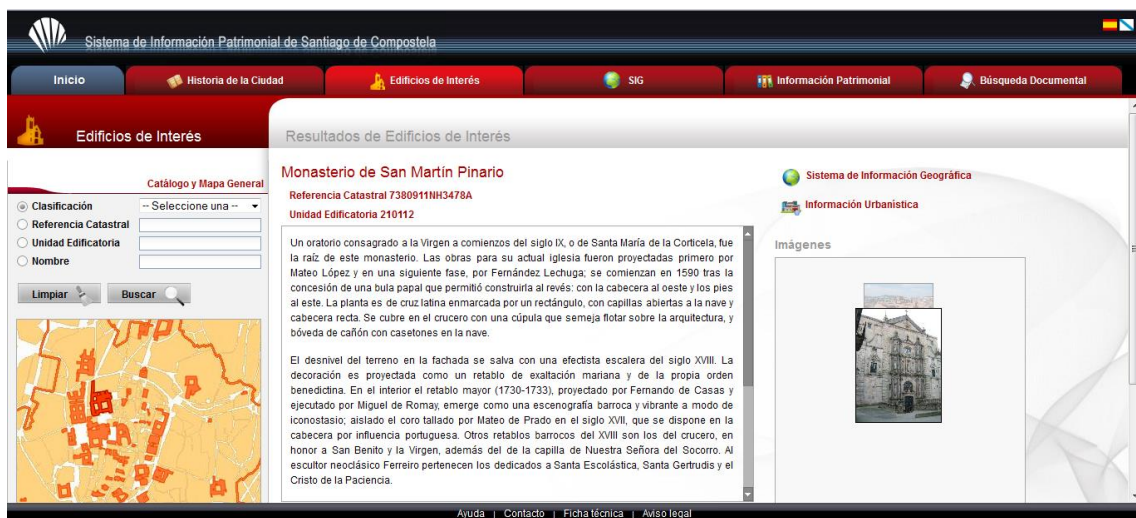 Sistema de Información Patrimonial de Santiago de Compostela
Inicio
Historia de la Ciudad
Edificios de Interés
SIG
Información Patrimonial
Búsqueda Documental
Edificios de Interés
Resultados de Edificios de Interés
Catálogo y Mapa General
Clasificación
-- Seleccione una --
Referencia Catastral
Unidad Edificatoria
Nombre
Limpiar
Buscar
Monasterio de San Martín Pinario
Referencia Catastral 7380911NH3478A
Unidad Edificatoria 210112
Un oratorio consagrado a la Virgen a comienzos del siglo IX, o de Santa María de la Corticela, fue
la raíz de este monasterio. Las obras para su actual iglesia fueron proyectadas primero por
Mateo López y en una siguiente fase, por Fernández Lechuga; se comienzan en 1590 tras la
concesión de una bula papal que permitió construirla al revés: con la cabecera al oeste y los pies
al este. La planta es de cruz latina enmarcada por un rectángulo, con capillas abiertas a la nave y
cabecera recta. Se cubre en el crucero con una cúpula que semeja flotar sobre la arquitectura, y
bóveda de cañón con casetones en la nave.
El desnivel del terreno en la fachada se salva con una efectista escalera del siglo XVIII. La
decoración es proyectada como un retablo de exaltación mariana y de la propia orden
benedictina. En el interior el retablo mayor (1730-1733), proyectado por Fernando de Casas y
ejecutado por Miguel de Romay, emerge como una escenografía barroca y vibrante a modo de
iconostasio; aislado el coro tallado por Mateo de Prado en el siglo XVII, que se dispone en la
cabecera por influencia portuguesa. Otros retablos barrocos del XVIII son los del crucero, en
honor a San Benito y la Virgen, además del de la capilla de Nuestra Señora del Socorro. Al
escultor neoclásico Ferreiro pertenecen los dedicados a Santa Escolástica, Santa Gertrudis y el
Cristo de la Paciencia.
Sistema de Información Geográfica
Información Urbanística
Imágenes
Ayuda | Contacto | Ficha técnica | Aviso legal